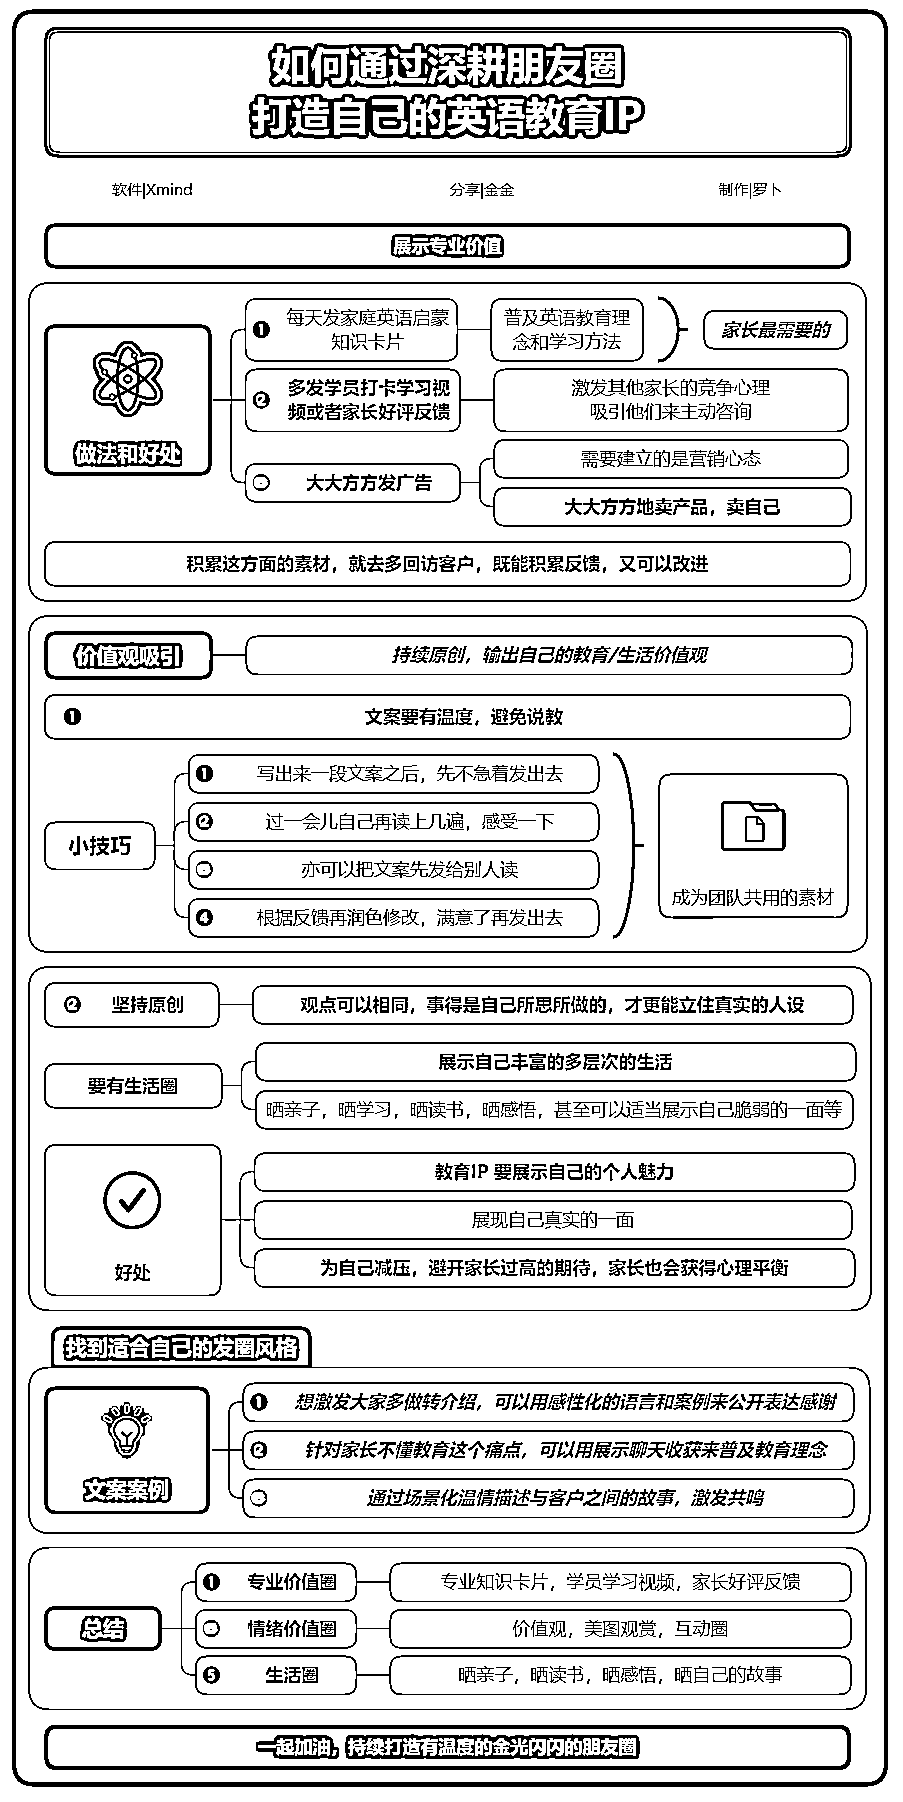 如何通过深耕朋友圈
打造自己的英语教育IP
软件|Xmind
分享|金金
制作|罗卜
展示专业价值
做法和好处
❶ 每天发家庭英语启蒙
知识卡片
普及英语教育理
念和学习方法
家长最需要的
❷ 多发学员打卡学习视
频或者家长好评反馈
激发其他家长的竞争心理
吸引他们来主动咨询
大大方方发广告
需要建立的是营销心态
大大方方地卖产品，卖自己
积累这方面的素材，就去多回访客户，既能积累反馈，又可以改进
价值观吸引
持续原创，输出自己的教育/生活价值观
❶ 文案要有温度，避免说教
小技巧
❶ 写出来一段文案之后，先不急着发出去
❷ 过一会儿自己再读上几遍，感受一下
亦可以把文案先发给别人读
❹ 根据反馈再润色修改，满意了再发出去
成为团队共用的素材
❷ 坚持原创
观点可以相同，事得是自己所思所做的，才更能立住真实的人设
要有生活圈
展示自己丰富的多层次的生活
晒亲子，晒学习，晒读书，晒感悟，甚至可以适当展示自己脆弱的一面等
好处
教育IP 要展示自己的个人魅力
展现自己真实的一面
为自己减压，避开家长过高的期待，家长也会获得心理平衡
找到适合自己的发圈风格
文案案例
❶ 想激发大家多做转介绍，可以用感性化的语言和案例来公开表达感谢
❷ 针对家长不懂教育这个痛点，可以用展示聊天收获来普及教育理念
通过场景化温情描述与客户之间的故事，激发共鸣
总结
❶ 专业价值圈
专业知识卡片，学员学习视频，家长好评反馈
情绪价值圈
价值观，美图观赏，互动圈
❺ 生活圈
晒亲子，晒读书，晒感悟，晒自己的故事
一起加油，持续打造有温度的金光闪闪的朋友圈